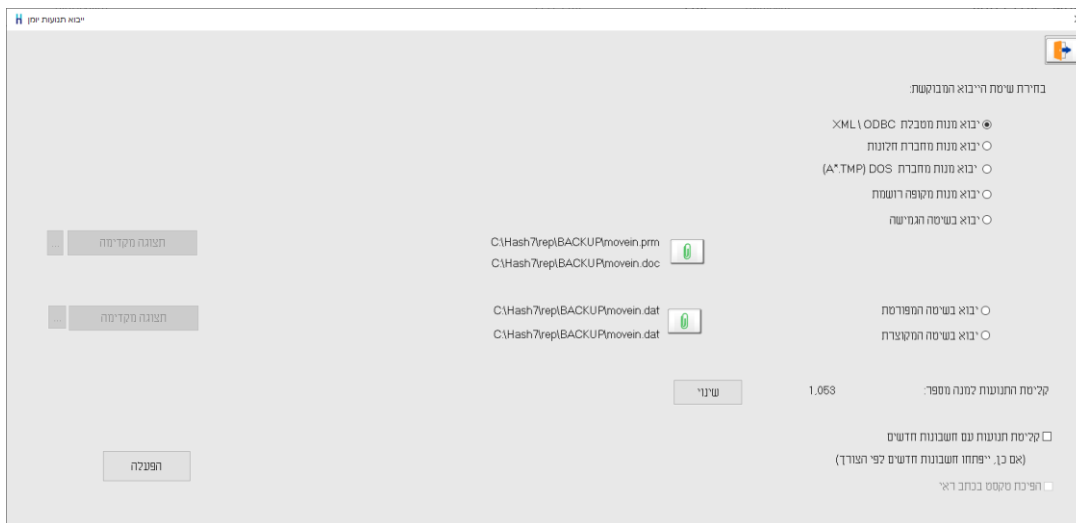 ייבוא תנועות יומן
בחירת שיטת הייבוא המבוקשת:
יבוא מנות מטבלת XML \ ODBC
יבוא מנות מחברת חלונות
יבוא מנות מחברת DOS (A*.TMP)
יבוא מנות מקופה רושמת
יבוא בשיטה הגמישה
C:\Hash7\rep\BACKUP\movein.prm
תצוגה מקדימה
...
C:\Hash7\rep\BACKUP\movein.doc
יבוא בשיטה המפורטת
C:\Hash7\rep\BACKUP\movein.dat
תצוגה מקדימה
...
יבוא בשיטה המקוצרת
C:\Hash7\rep\BACKUP\movein.dat
קליטת התנועות למנה מספר: 1,053
שינוי
קליטת תנועות עם חשבונות חדשים
(אם כן, ייפתחו חשבונות חדשים לפי הצורך)
הפעלה
הפיכת טקסט בכתב ראי